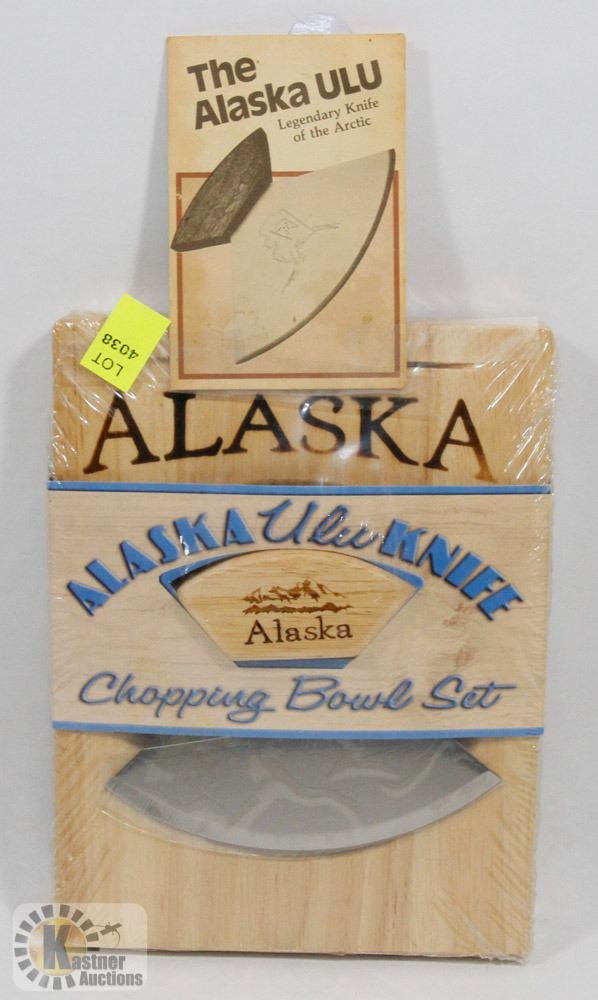 The
Alaska ULU
Legendary Knife
of the Arctic
LOT
4038
ALASKA
ALASKA Ulu KNIFE
Alaska
Chopping Bowl Set
Kastner
Auctions